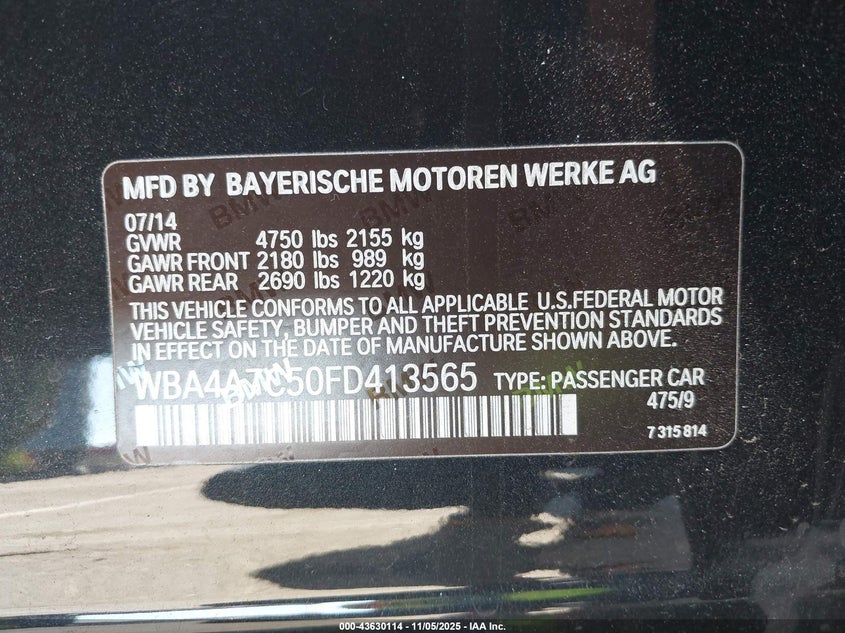 MFD BY BAYERISCHE MOTOREN WERKE AG
07/14
GVWR 4750 lbs 2155 kg
GAWR FRONT 2180 lbs 989 kg
GAWR REAR 2690 lbs 1220 kg
THIS VEHICLE CONFORMS TO ALL APPLICABLE U.S.FEDERAL MOTOR
VEHICLE SAFETY, BUMPER AND THEFT PREVENTION STANDARDS
IN EFFECT ON THE DATE OF MANUFACTURE SHOWN ABOVE.
WBA4A7C50FD413565 TYPE: PASSENGER CAR
475/9
7 315 814
000-43630114 - 11/05/2025 - IAA Inc.